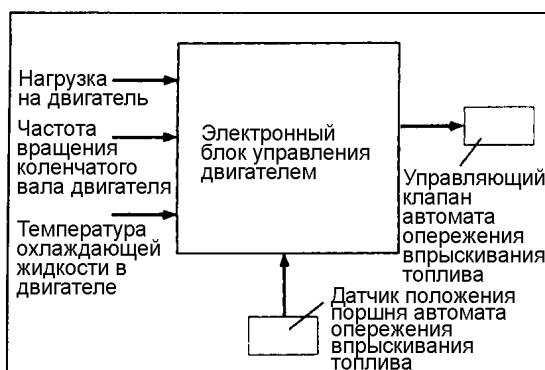 Нагрузка
на двигатель
Частота
вращения
коленчатого
вала двигателя
Температура
охлаждающей
жидкости в
двигателе
Электронный
блок управления
двигателем
Управляющий
клапан
автомата
опережения
впрыскивания
топлива
Датчик положения
поршня автомата
опережения
впрыскивания
топлива